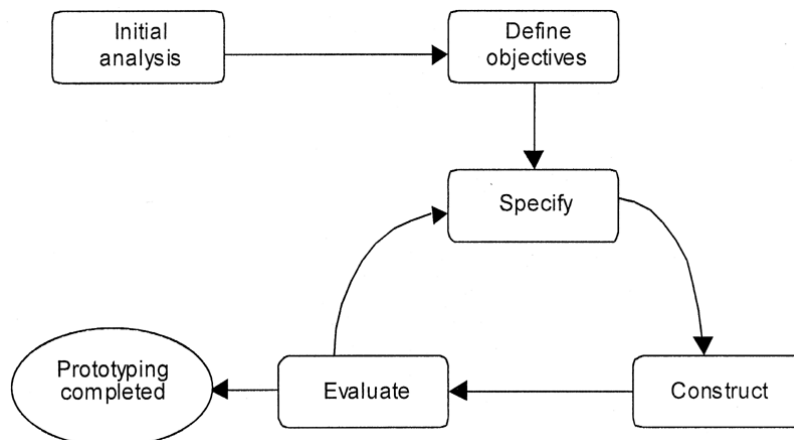 Initial
analysis
Define
objectives
Specify
Prototyping
completed
Evaluate
Construct